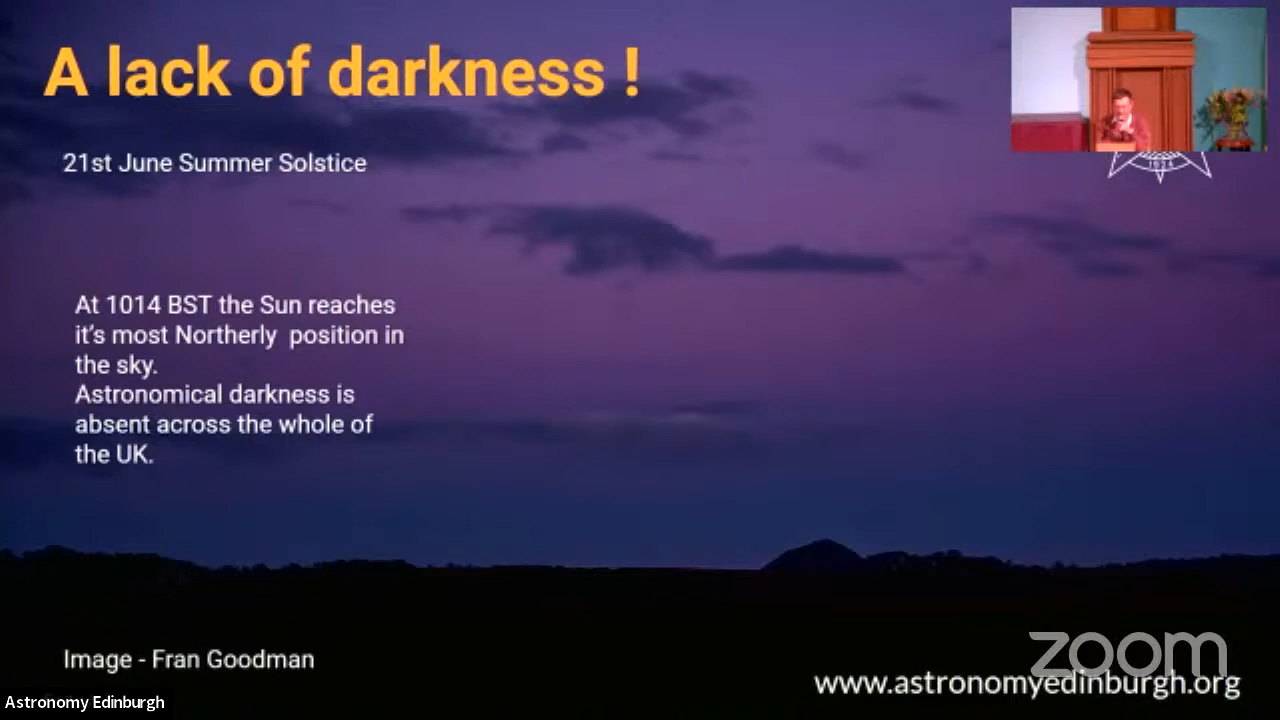 A lack of darkness !
21st June Summer Solstice
1924
At 1014 BST the Sun reaches
it's most Northerly position in
the sky.
Astronomical darkness is
absent across the whole of
the UK.
Image - Fran Goodman
zoom
www.astronomyedinburgh.org
Astronomy Edinburgh